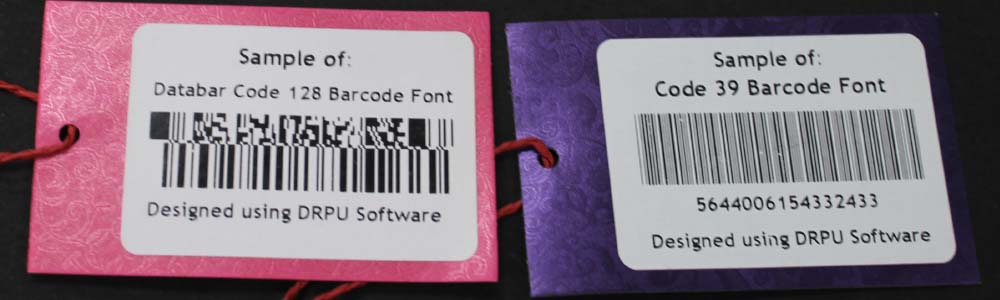 Sample of:
Databar Code 128 Barcode Font
Designed using DRPU Software
Sample of:
Code 39 Barcode Font
5644006154332433
Designed using DRPU Software